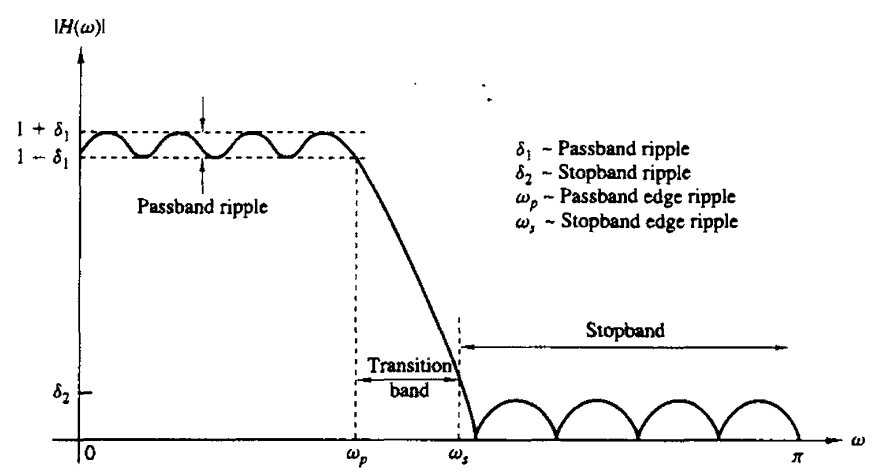 |H(ω)|
1 + δ₁
1 − δ₁
Passband ripple
δ₁ ~ Passband ripple
δ₂ ~ Stopband ripple
ωₚ ~ Passband edge ripple
ωₛ ~ Stopband edge ripple
Stopband
Transition
band
δ₂
0
ωₚ
ωₛ
π
ω